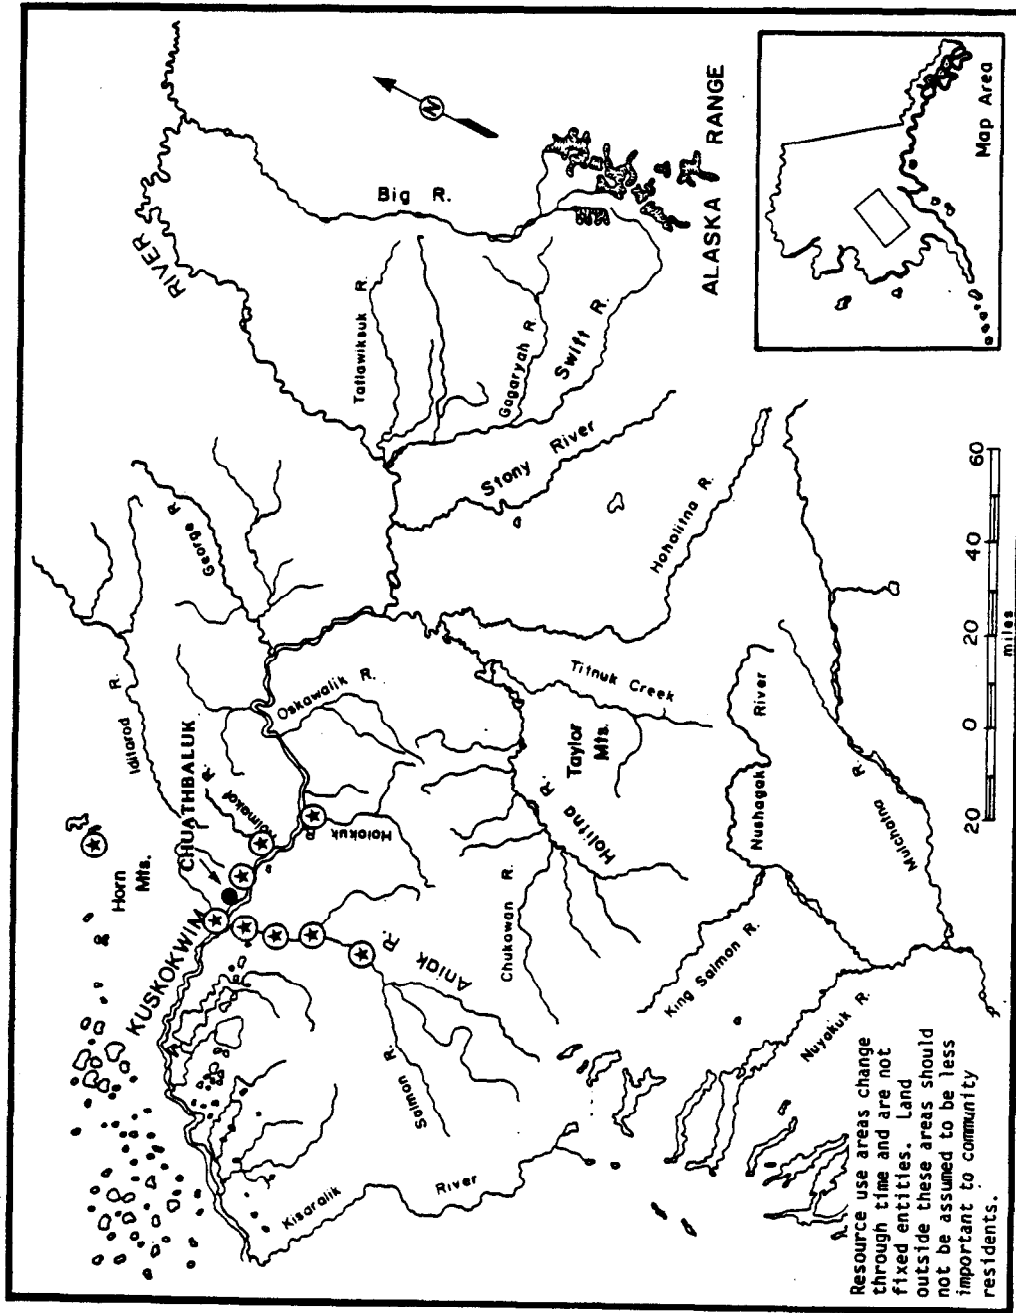 KUSKOKWIM
RIVER
RIVER
Horn
Mts.
CHUATHBALUK
Iditarod R.
Holmakof R.
George R.
Oskawalik R.
Holokuk
Aniak R.
Salmon R.
Kisaralik River
Chukowan R.
Holitna R.
Taylor
Mts.
Titnuk Creek
Hoholitna R.
Stony River
Swift R.
Gagaryah R.
Tatlawiksuk R.
Big R.
N
ALASKA RANGE
King Salmon R.
Nushagak River
Nuyakuk R.
Mulchatna R.
Resource use areas change
through time and are not
fixed entities. Land
outside these areas should
not be assumed to be less
important to community
residents.
20 0 20 40 60
miles
Map Area